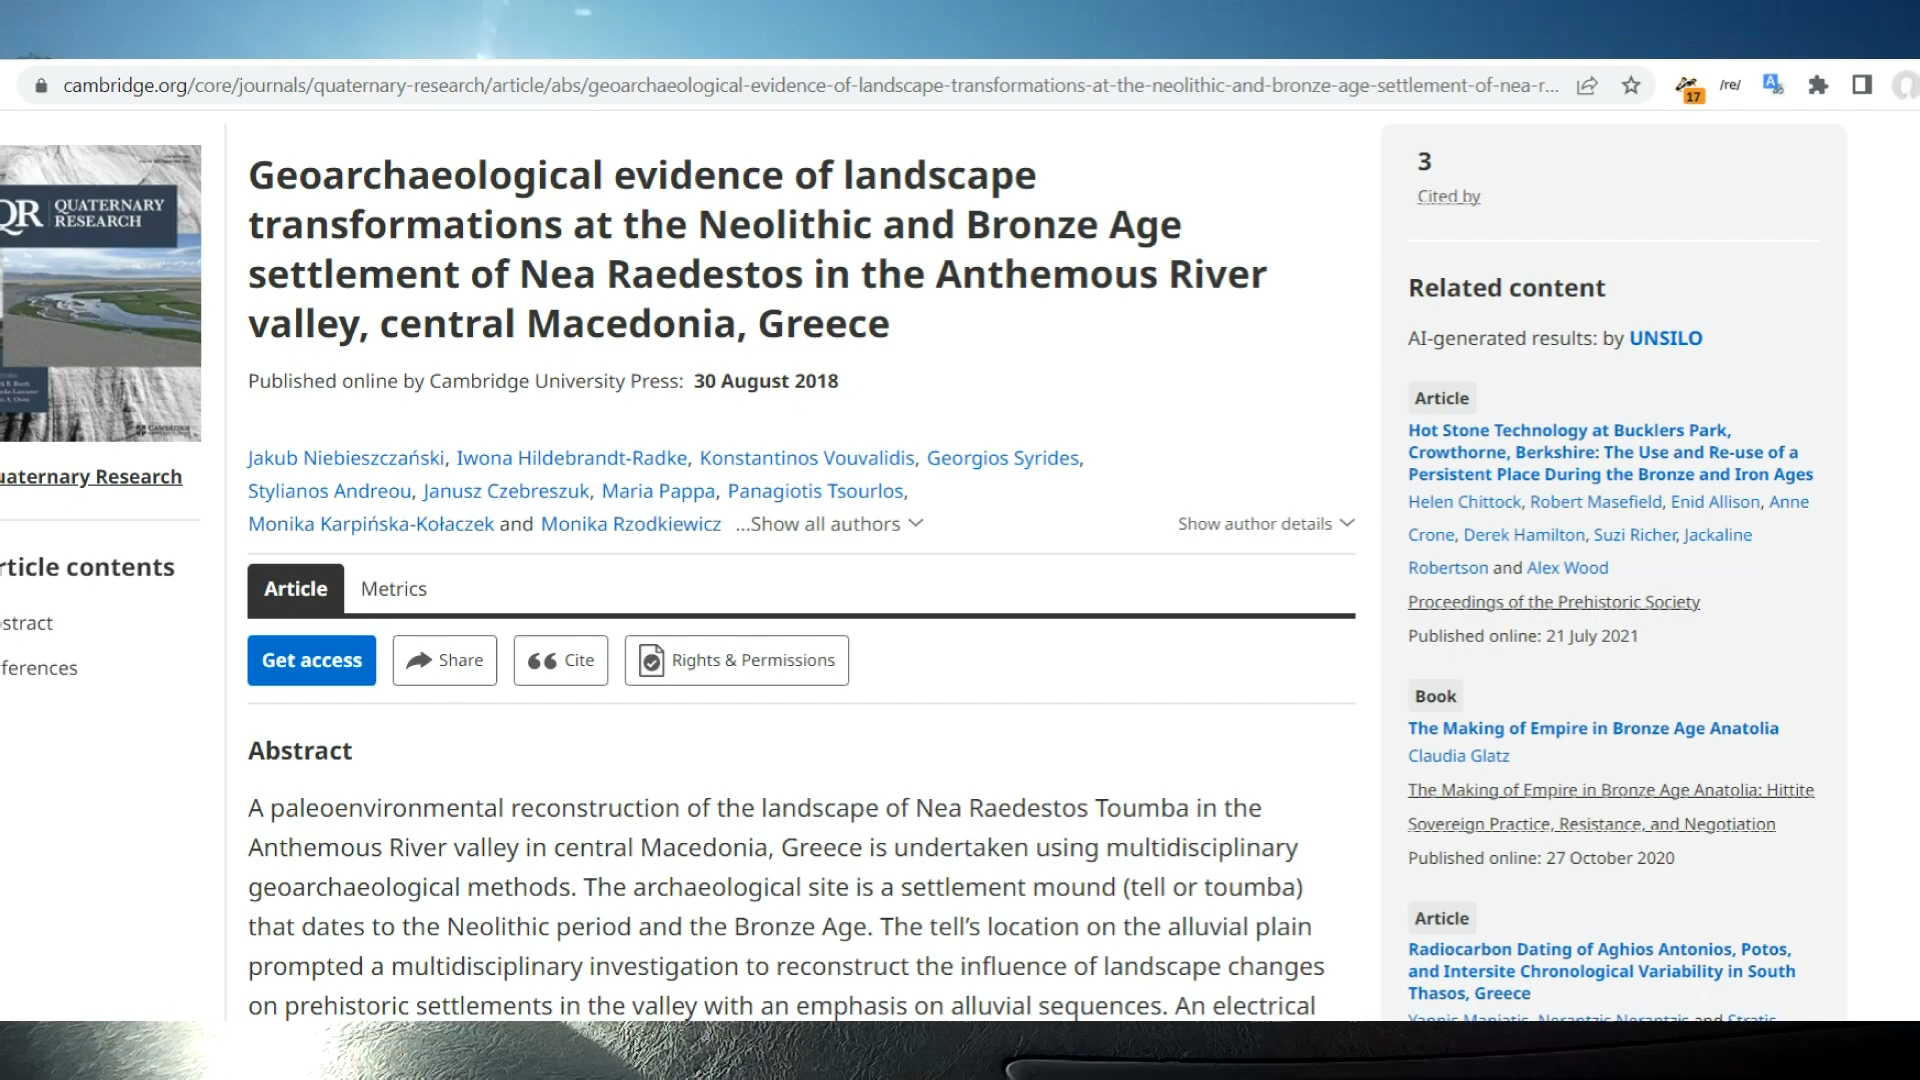 cambridge.org/core/journals/quaternary-research/article/abs/geoarchaeological-evidence-of-landscape-transformations-at-the-neolithic-and-bronze-age-settlement-of-nea-r...
17
/re/
QR QUATERNARY
RESEARCH
uaternary Research
rticle contents
stract
ferences
Geoarchaeological evidence of landscape
transformations at the Neolithic and Bronze Age
settlement of Nea Raedestos in the Anthemous River
valley, central Macedonia, Greece
Published online by Cambridge University Press: 30 August 2018
Jakub Niebieszczański, Iwona Hildebrandt-Radke, Konstantinos Vouvalidis, Georgios Syrides,
Stylianos Andreou, Janusz Czebreszuk, Maria Pappa, Panagiotis Tsourlos,
Monika Karpińska-Kołaczek and Monika Rzodkiewicz ...Show all authors
Show author details
Article Metrics
Get access Share Cite Rights & Permissions
Abstract
A paleoenvironmental reconstruction of the landscape of Nea Raedestos Toumba in the
Anthemous River valley in central Macedonia, Greece is undertaken using multidisciplinary
geoarchaeological methods. The archaeological site is a settlement mound (tell or toumba)
that dates to the Neolithic period and the Bronze Age. The tell’s location on the alluvial plain
prompted a multidisciplinary investigation to reconstruct the influence of landscape changes
on prehistoric settlements in the valley with an emphasis on alluvial sequences. An electrical
3
Cited by
Related content
AI-generated results: by UNSILO
Article
Hot Stone Technology at Bucklers Park,
Crowthorne, Berkshire: The Use and Re-use of a
Persistent Place During the Bronze and Iron Ages
Helen Chittock, Robert Masefield, Enid Allison, Anne
Crone, Derek Hamilton, Suzi Richer, Jackaline
Robertson and Alex Wood
Proceedings of the Prehistoric Society
Published online: 21 July 2021
Book
The Making of Empire in Bronze Age Anatolia
Claudia Glatz
The Making of Empire in Bronze Age Anatolia: Hittite
Sovereign Practice, Resistance, and Negotiation
Published online: 27 October 2020
Article
Radiocarbon Dating of Aghios Antonios, Potos,
and Intersite Chronological Variability in South
Thasos, Greece
Yannis Maniatis, Nerantzis Nerantzis and Stratis